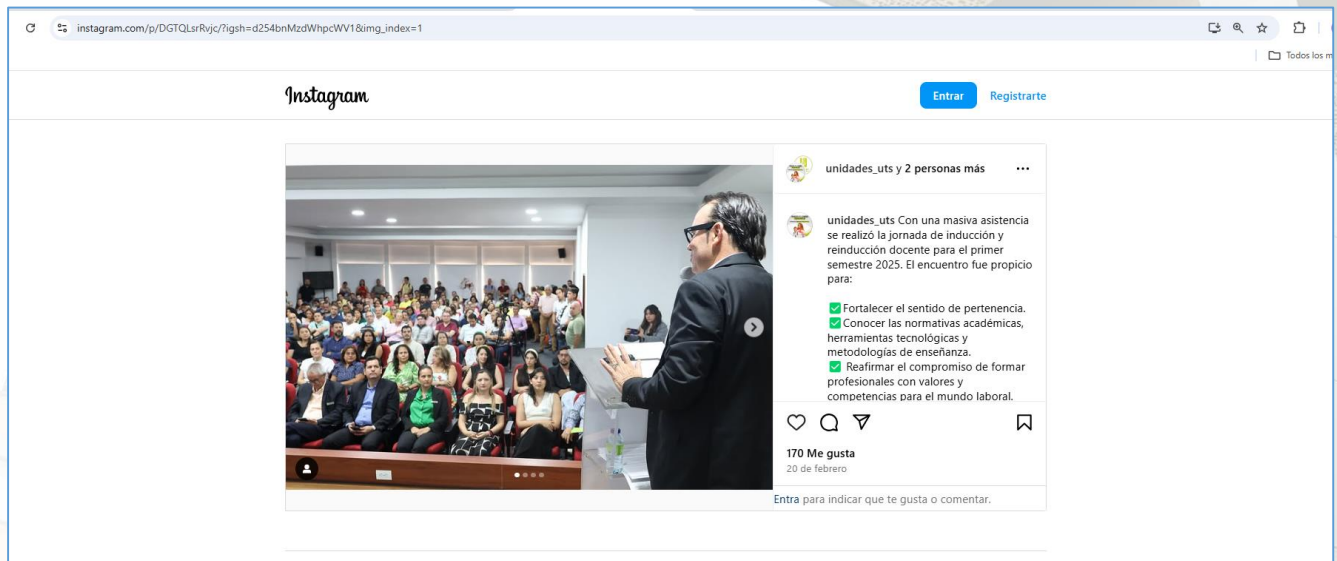 instagram.com/p/DGTQLsrRvjc/?igsh=d254bnMzdWhpcWV1&img_index=1
Todos los m
Instagram
Entrar
Registrarte
unidades_uts y 2 personas más
unidades_uts Con una masiva asistencia
se realizó la jornada de inducción y
reinducción docente para el primer
semestre 2025. El encuentro fue propicio
para:
✅Fortalecer el sentido de pertenencia.
✅Conocer las normativas académicas,
herramientas tecnológicas y
metodologías de enseñanza.
✅ Reafirmar el compromiso de formar
profesionales con valores y
competencias para el mundo laboral.
170 Me gusta
20 de febrero
Entra para indicar que te gusta o comentar.